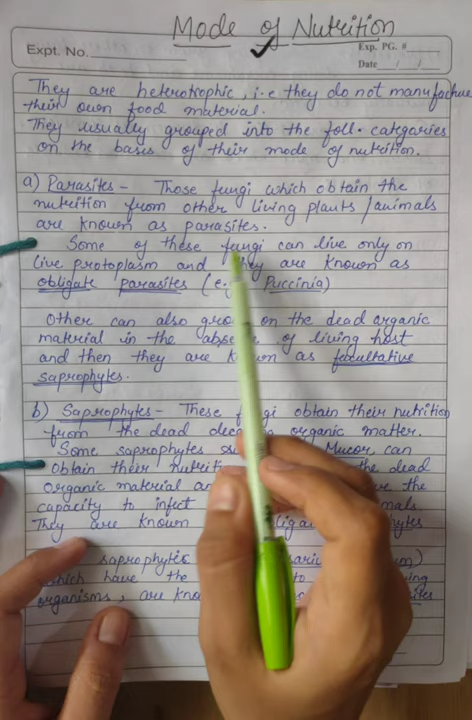 Mode of Nutrition
Expt. No.
Exp. PG. #
Date / /
They are heterotrophic, i.e they do not manufacture
their own food material.
They usually grouped into the foll. categories
on the basis of their mode of nutrition.
a) Parasites - Those fungi which obtain the
nutrition from other living plants/animals
are known as parasites.
Some of these fungi can live only on
live protoplasm and they are known as
obligate parasites (e.g Puccinia)
Other can also grow on the dead organic
material in the absence of living host
and then they are known as facultative
saprophytes.
b) Saprophytes - These fungi obtain their nutrition
from the dead organic matter.
Some saprophytes Mucor, can
obtain their the dead
organic material the
capacity to infect
They are known
saprophytes
which have the to
organisms, are